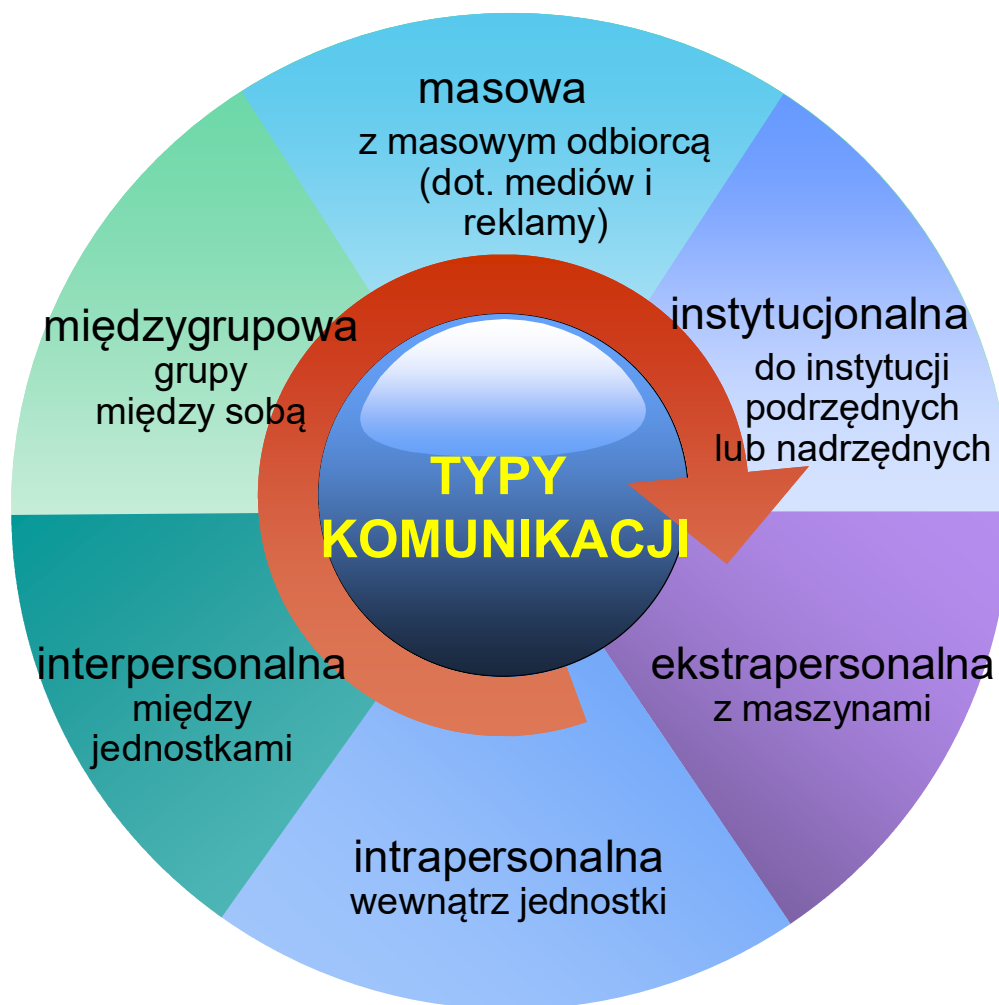 masowa
z masowym odbiorcą
(dot. mediów i
reklamy)
instytucjonalna
do instytucji
podrzędnych
lub nadrzędnych
ekstrapersonalna
z maszynami
intrapersonalna
wewnątrz jednostki
interpersonalna
między
jednostkami
międzygrupowa
grupy
między sobą
TYPY
KOMUNIKACJI